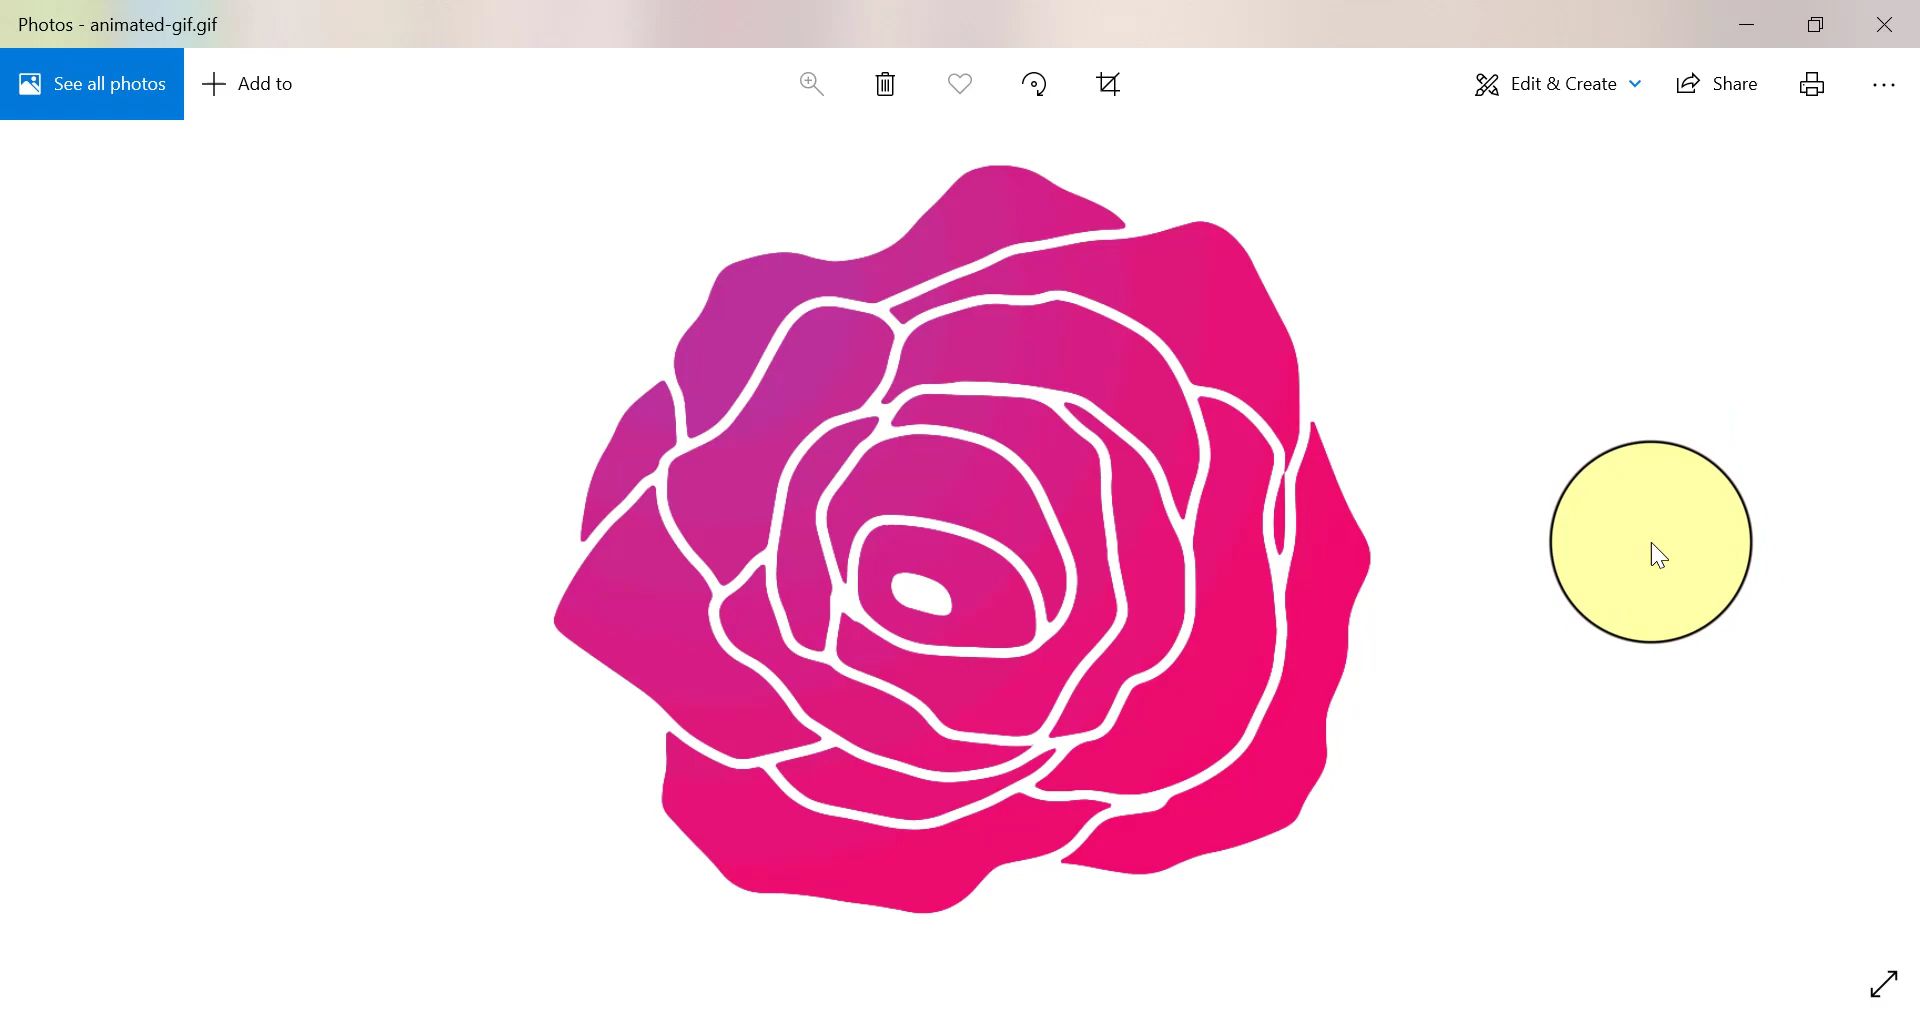 Photos - animated-gif.gif
See all photos
Add to
Edit & Create
Share